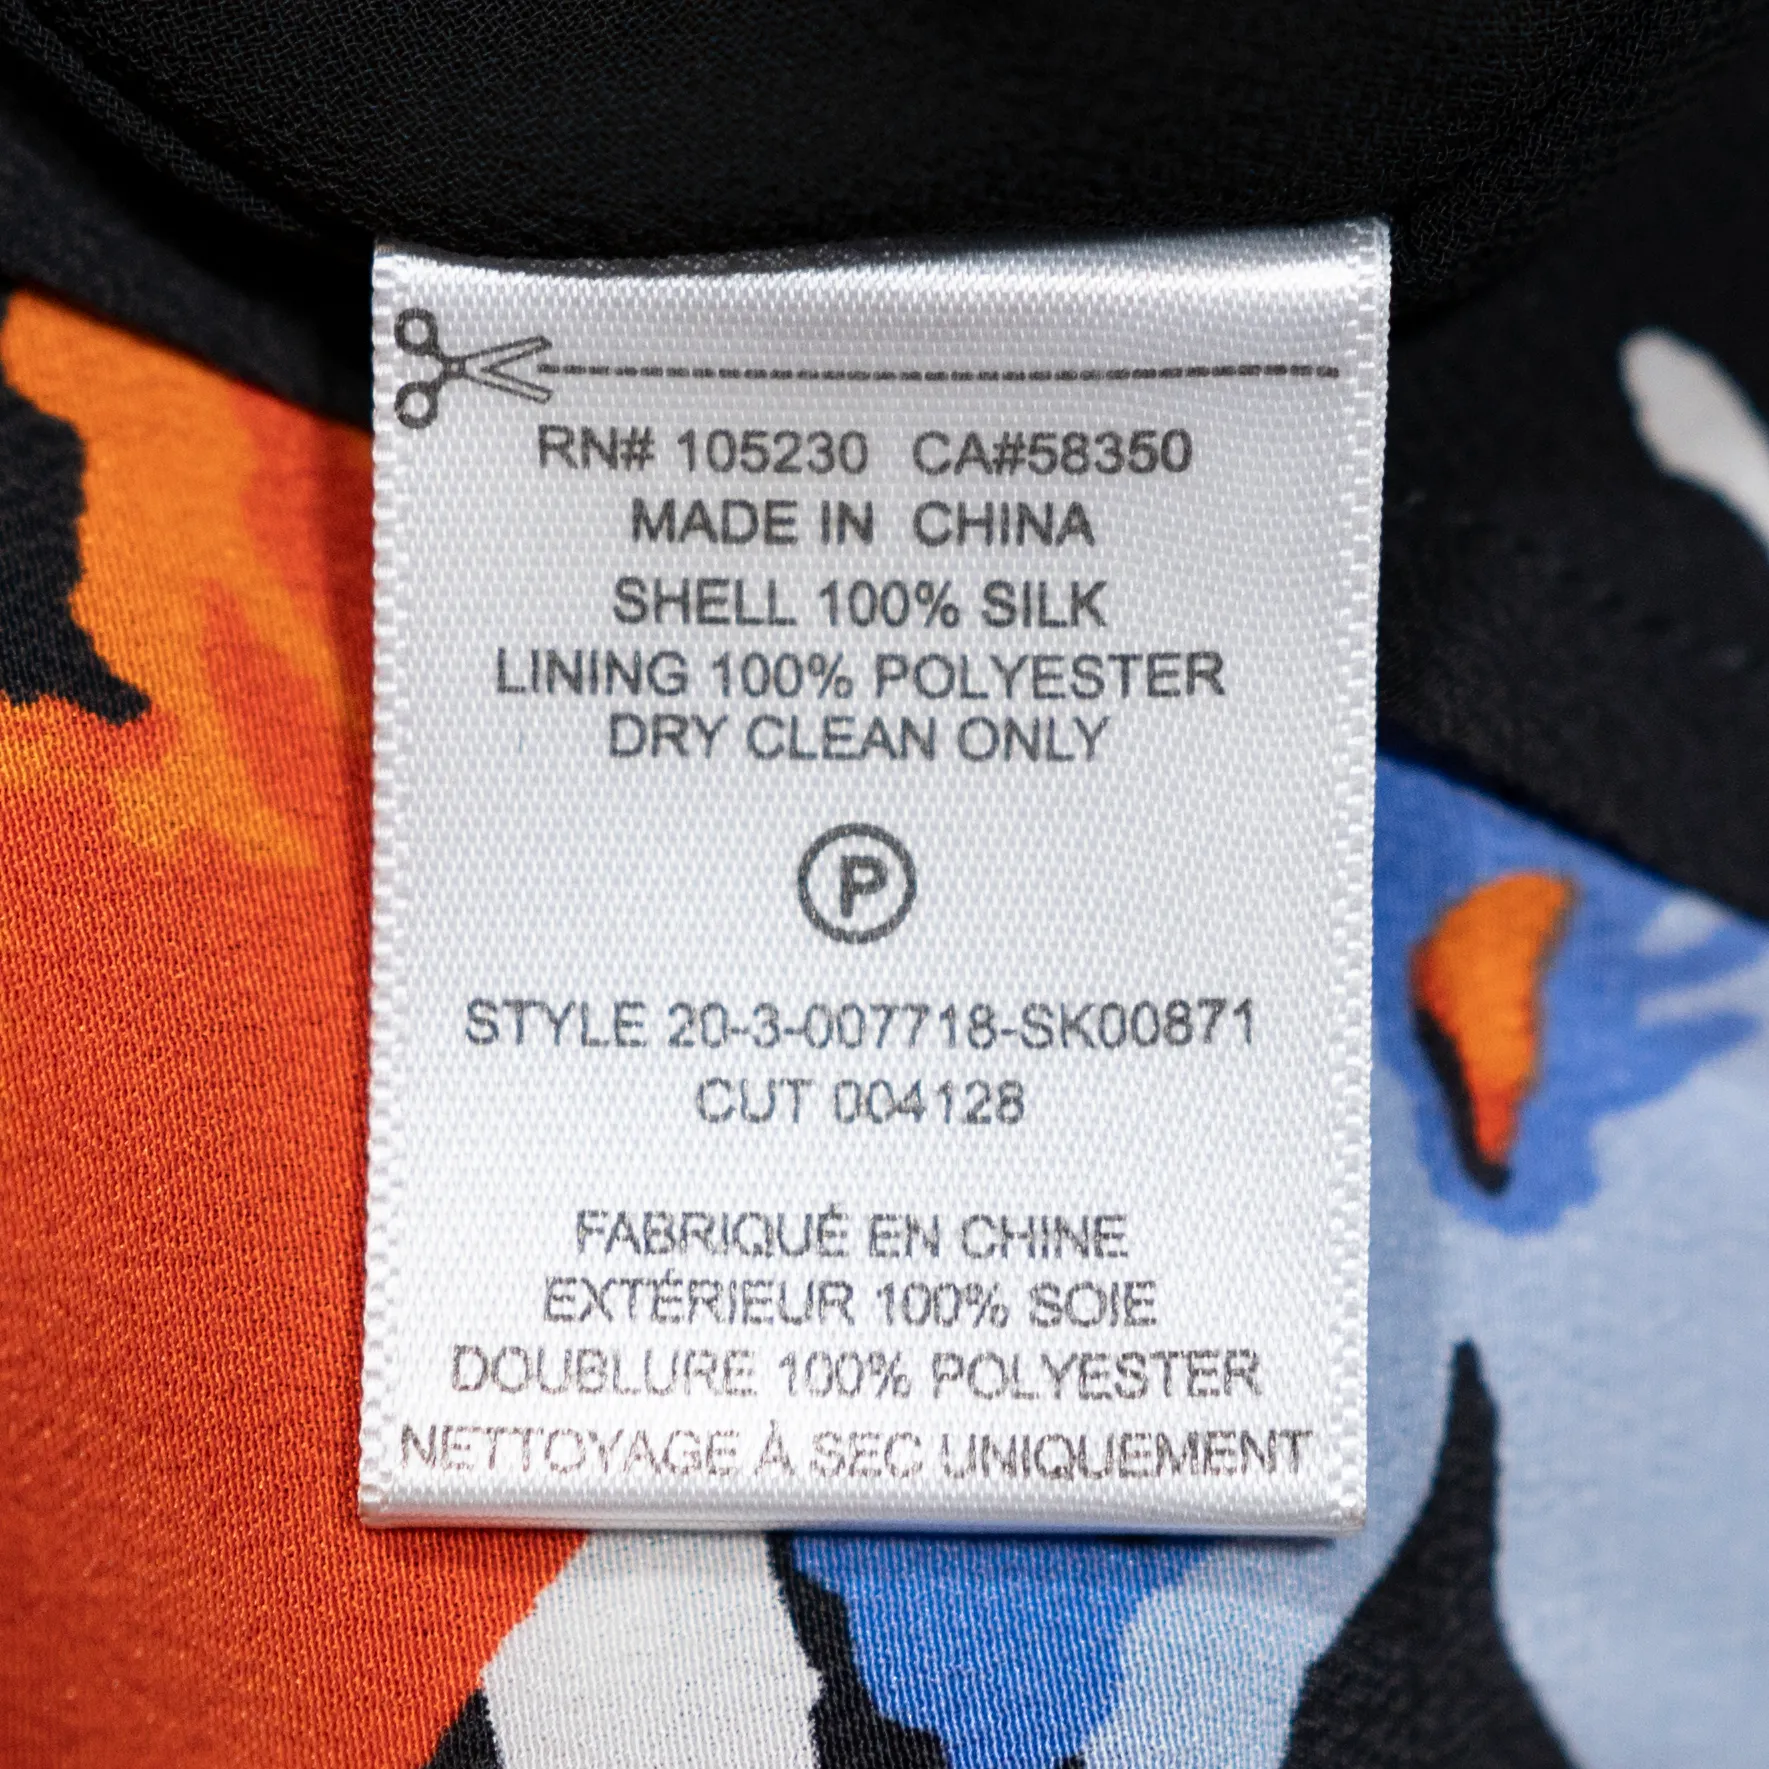 RN# 105230 CA#58350
MADE IN CHINA
SHELL 100% SILK
LINING 100% POLYESTER
DRY CLEAN ONLY
P
STYLE 20-3-007718-SK00871
CUT 004128
FABRIQUÉ EN CHINE
EXTÉRIEUR 100% SOIE
DOUBLURE 100% POLYESTER
NETTOYAGE À SEC UNIQUEMENT